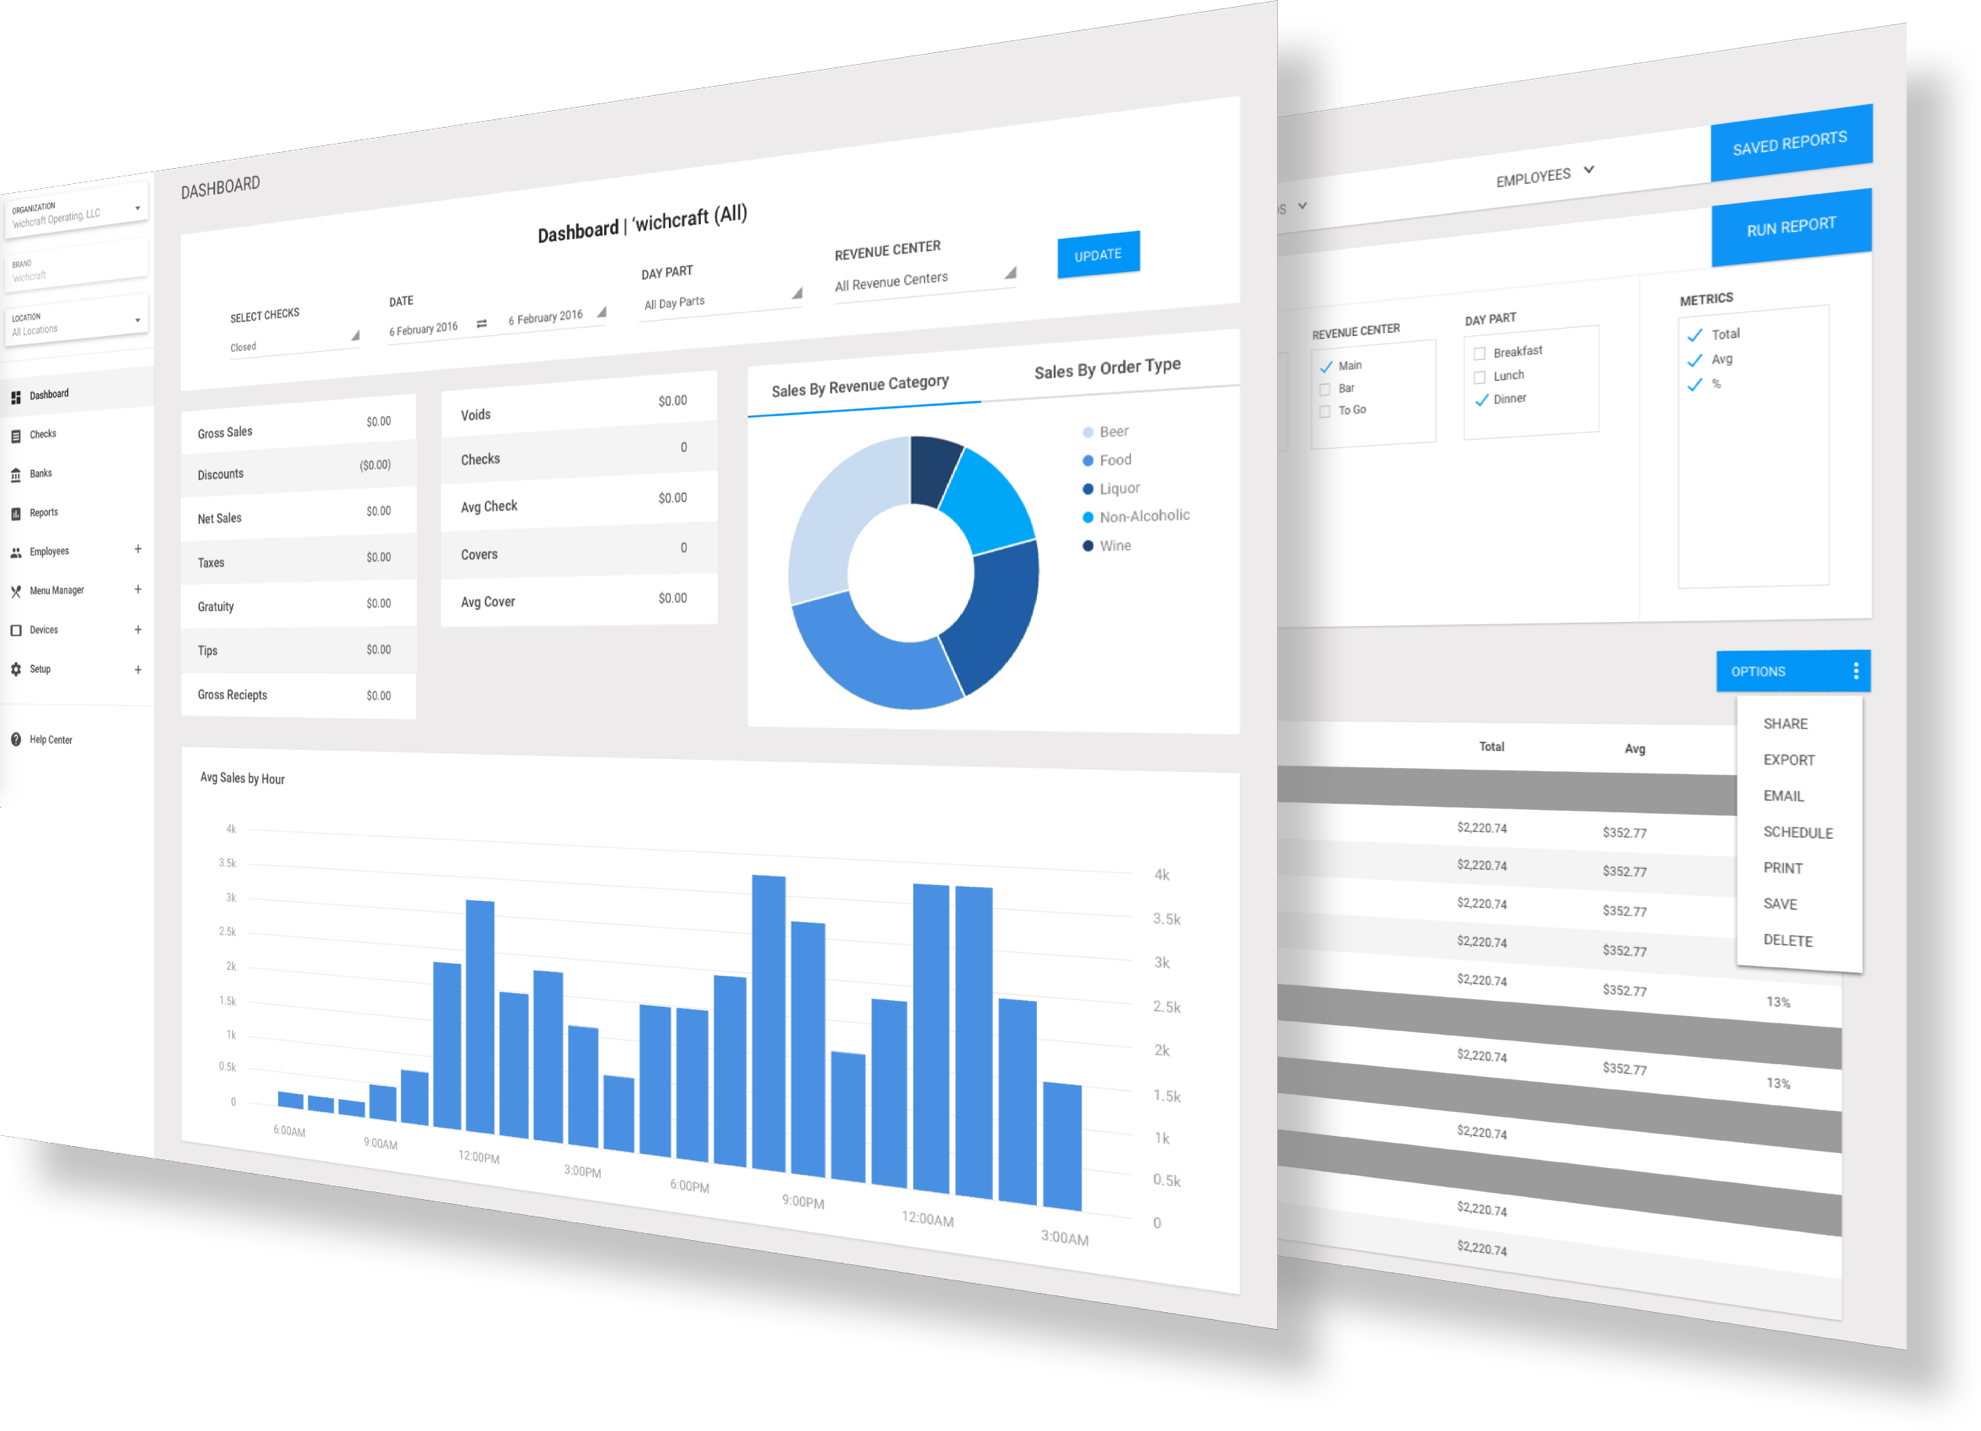 ORGANIZATION
'wichcraft Operating, LLC
BRAND
'wichcraft
LOCATION
All Locations
Dashboard
Checks
Banks
Reports
Employees +
Menu Manager +
Devices +
Setup +
Help Center
DASHBOARD
Dashboard | 'wichcraft (All)
SELECT CHECKS
Closed
DATE
6 February 2016
6 February 2016
DAY PART
All Day Parts
REVENUE CENTER
All Revenue Centers
UPDATE
Gross Sales $0.00
Discounts ($0.00)
Net Sales $0.00
Taxes $0.00
Gratuity $0.00
Tips $0.00
Gross Reciepts $0.00
Voids $0.00
Checks 0
Avg Check $0.00
Covers 0
Avg Cover $0.00
Sales By Revenue Category
Sales By Order Type
Beer
Food
Liquor
Non-Alcoholic
Wine
Avg Sales by Hour
4k
3.5k
3k
2.5k
2k
1.5k
1k
0.5k
0
6:00AM
9:00AM
12:00PM
3:00PM
6:00PM
9:00PM
12:00AM
3:00AM
4k
3.5k
3k
2.5k
2k
1.5k
1k
0.5k
0
EMPLOYEES
SAVED REPORTS
RUN REPORT
REVENUE CENTER
Main
Bar
To Go
DAY PART
Breakfast
Lunch
Dinner
METRICS
Total
Avg
%
OPTIONS
SHARE
EXPORT
EMAIL
SCHEDULE
PRINT
SAVE
DELETE
Total Avg
$2,220.74 $352.77
$2,220.74 $352.77
$2,220.74 $352.77
$2,220.74 $352.77
$2,220.74 $352.77 13%
$2,220.74 $352.77 13%
$2,220.74
$2,220.74
$2,220.74